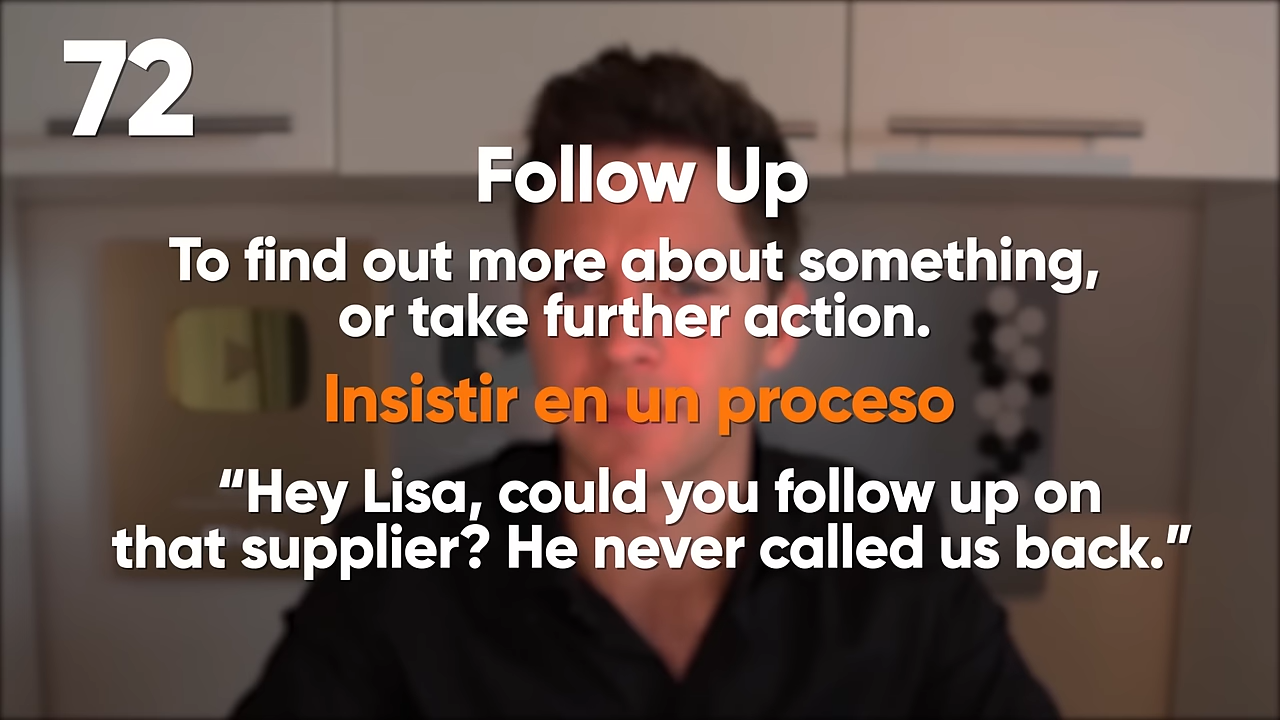 72
Follow Up
To find out more about something,
or take further action.
Insistir en un proceso
“Hey Lisa, could you follow up on
that supplier? He never called us back.”